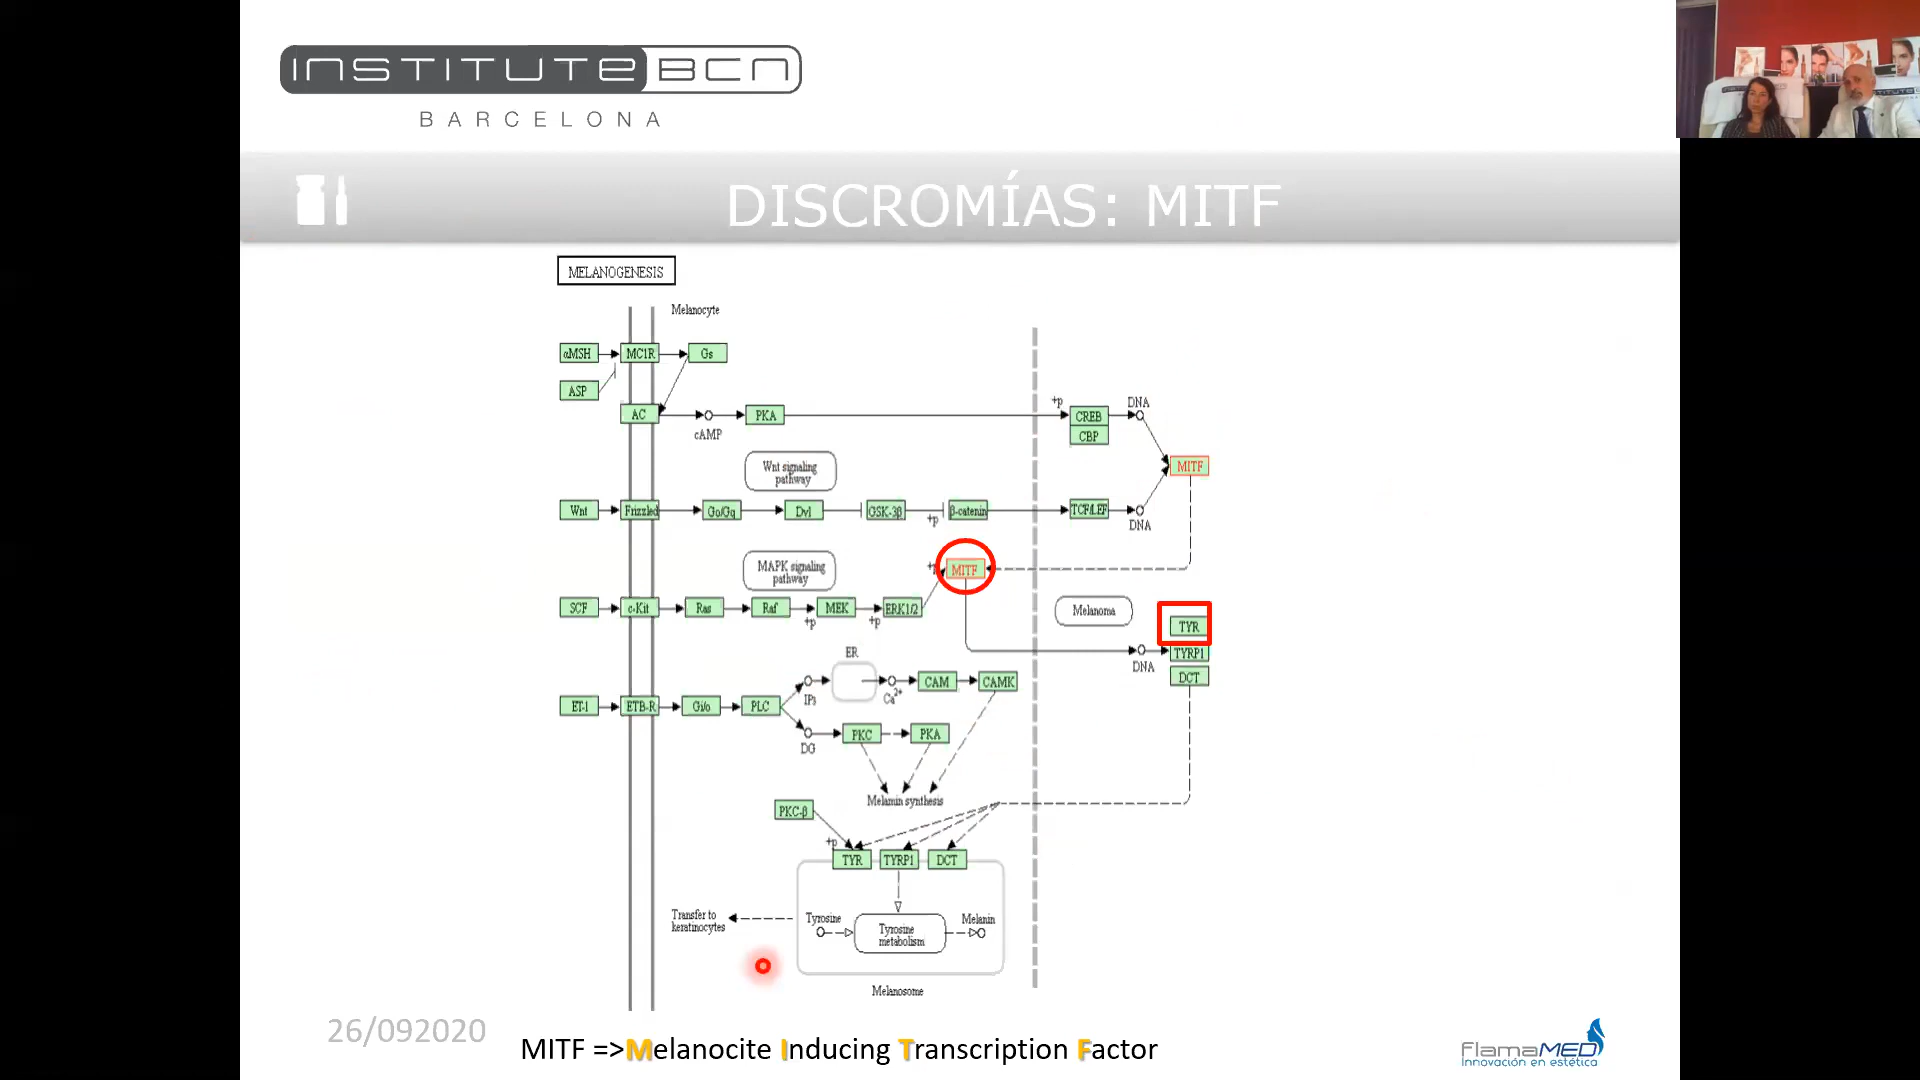 INSTITUTE BCN
BARCELONA
DISCROMÍAS: MITF
MELANOGENESIS
Melanocyte
αMSH
MC1R
Gs
ASP
AC
cAMP
PKA
+p
CREB
CBP
DNA
MITF
Wnt signaling
pathway
Wnt
Frizzled
Go/Gq
Dvl
GSK-3β
+p
β-catenin
TCF/LEF
DNA
MAPK signaling
pathway
+p
MITF
SCF
c-Kit
Ras
Raf
+p
MEK
+p
ERK1/2
Melanoma
TYR
TYRP1
DCT
DNA
ER
IP3
Ca2+
CAM
CAMK
ET-1
ETB-R
Gi/o
PLC
DG
PKC
PKA
Melamin synthesis
PKC-β
+p
TYR
TYRP1
DCT
Transfer to
keratinocytes
Tyrosine
Tyrosine
metabolism
Melanin
Melanosome
26/092020
MITF =>Melanocite Inducing Transcription Factor
FlamaMED
Innovación en estética